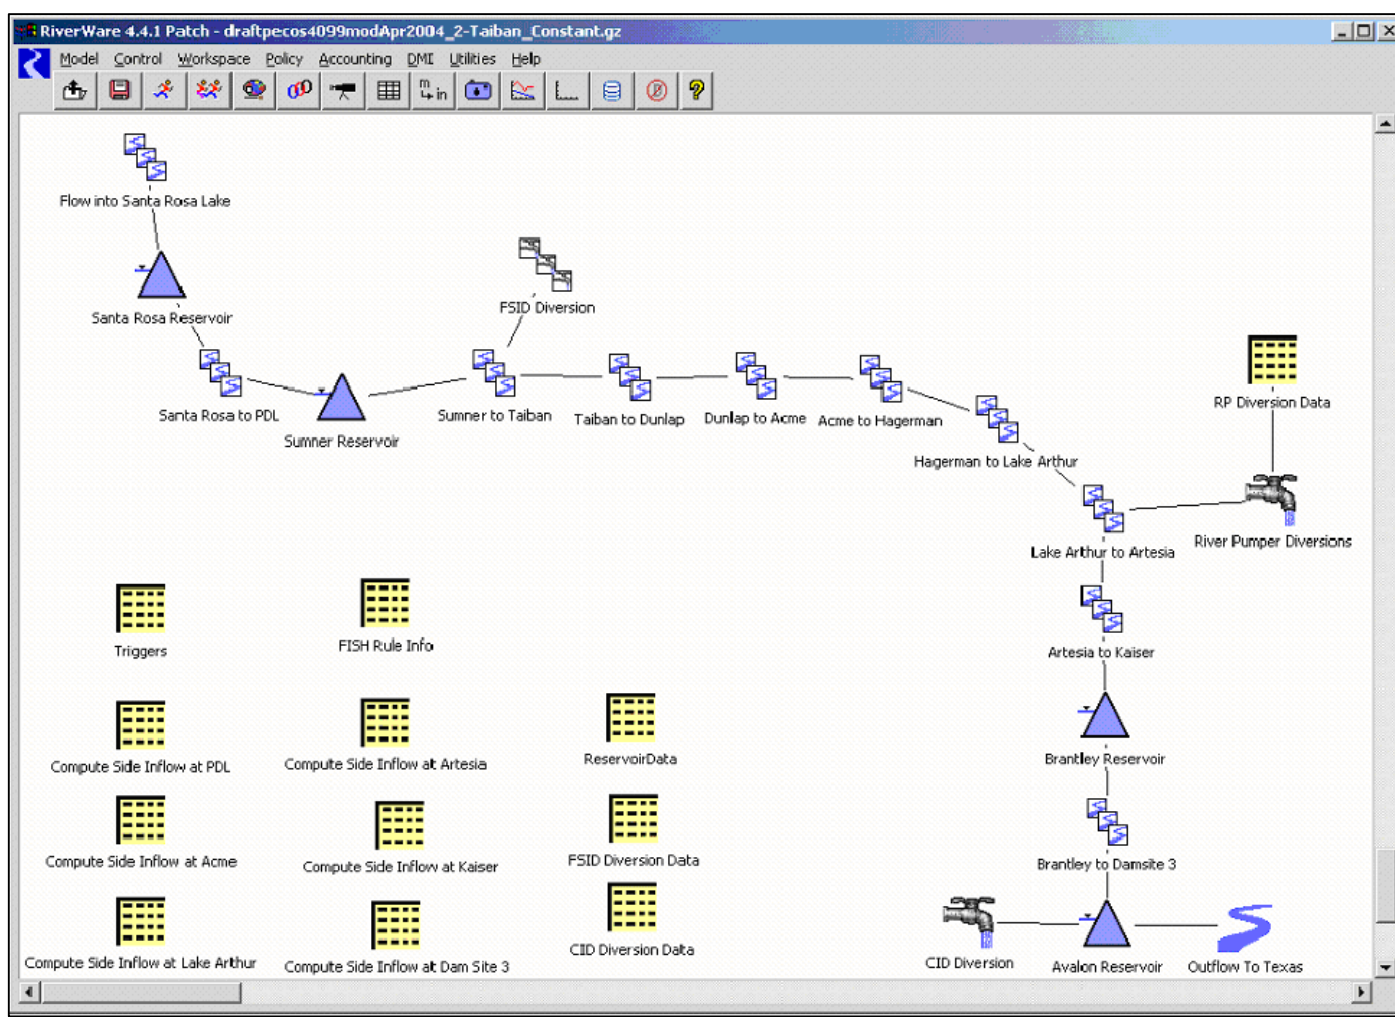 RiverWare 4.4.1 Patch - draftpecos4099modApr2004_2-Taiban_Constant.gz
Model Control Workspace Policy Accounting DMI Utilities Help
m
in
Flow into Santa Rosa Lake
Santa Rosa Reservoir
FSID Diversion
Santa Rosa to PDL
Sumner Reservoir
Sumner to Taiban
Taiban to Dunlap
Dunlap to Acme
Acme to Hagerman
Hagerman to Lake Arthur
RP Diversion Data
Lake Arthur to Artesia
River Pumper Diversions
Artesia to Kaiser
Brantley Reservoir
Brantley to Damsite 3
CID Diversion
Avalon Reservoir
Outflow To Texas
Triggers
FISH Rule Info
Compute Side Inflow at PDL
Compute Side Inflow at Artesia
ReservoirData
Compute Side Inflow at Acme
Compute Side Inflow at Kaiser
FSID Diversion Data
Compute Side Inflow at Lake Arthur
Compute Side Inflow at Dam Site 3
CID Diversion Data